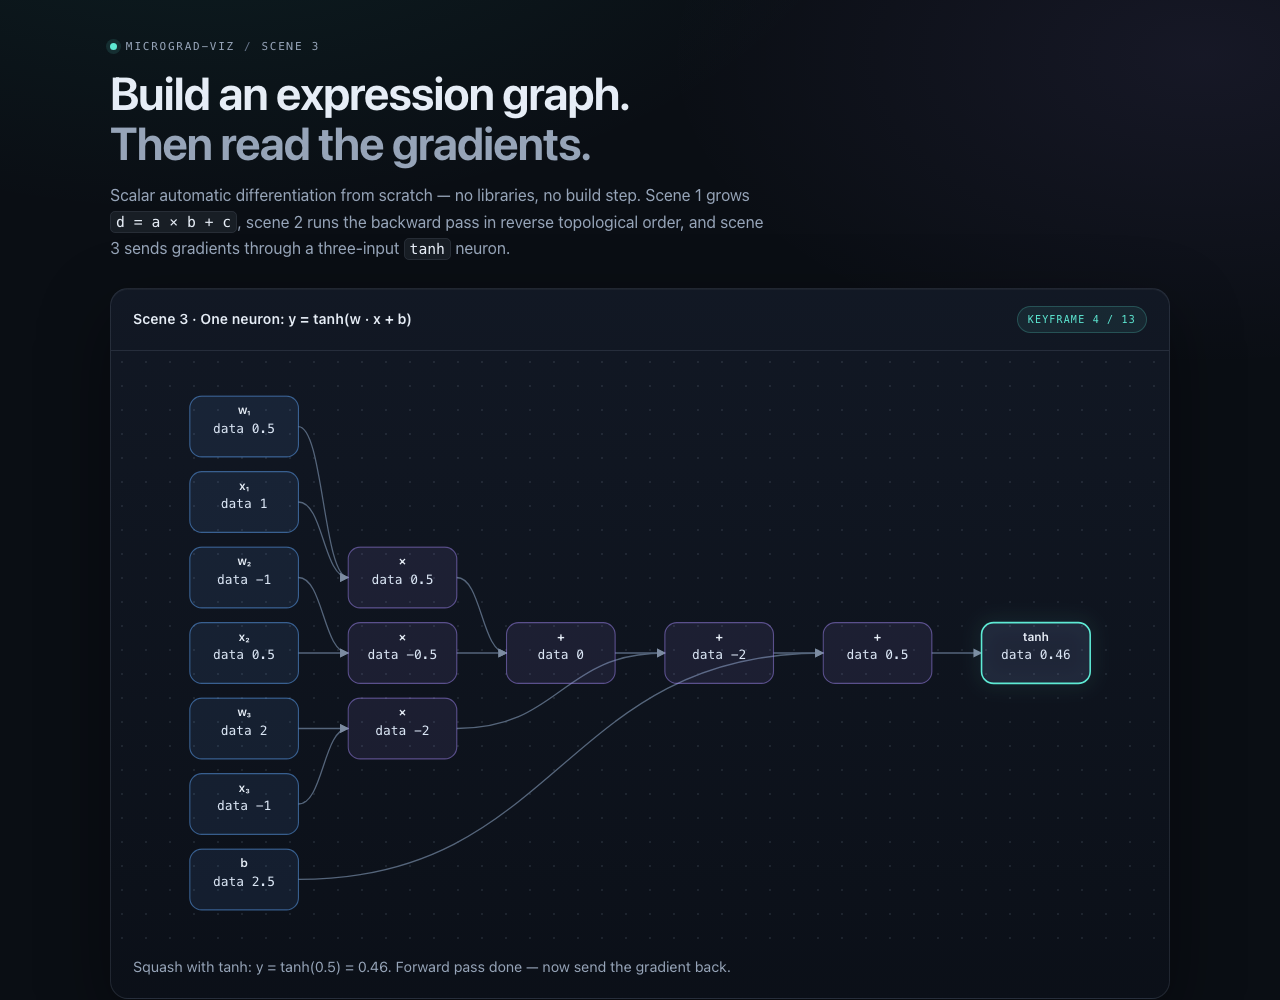 MICROGRAD-VIZ / SCENE 3
Build an expression graph.
Then read the gradients.
Scalar automatic differentiation from scratch — no libraries, no build step. Scene 1 grows
d = a × b + c, scene 2 runs the backward pass in reverse topological order, and scene
3 sends gradients through a three-input tanh neuron.
Scene 3 · One neuron: y = tanh(w · x + b)
KEYFRAME 4 / 13
w₁
data 0.5
x₁
data 1
w₂
data −1
x₂
data 0.5
w₃
data 2
x₃
data −1
b
data 2.5
×
data 0.5
×
data −0.5
×
data −2
+
data 0
+
data −2
+
data 0.5
tanh
data 0.46
Squash with tanh: y = tanh(0.5) = 0.46. Forward pass done — now send the gradient back.